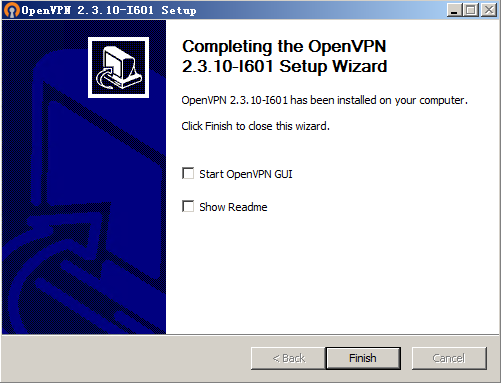 OpenVPN 2.3.10-I601 Setup
Completing the OpenVPN
2.3.10-I601 Setup Wizard
OpenVPN 2.3.10-I601 has been installed on your computer.
Click Finish to close this wizard.
Start OpenVPN GUI
Show Readme
< Back
Finish
Cancel